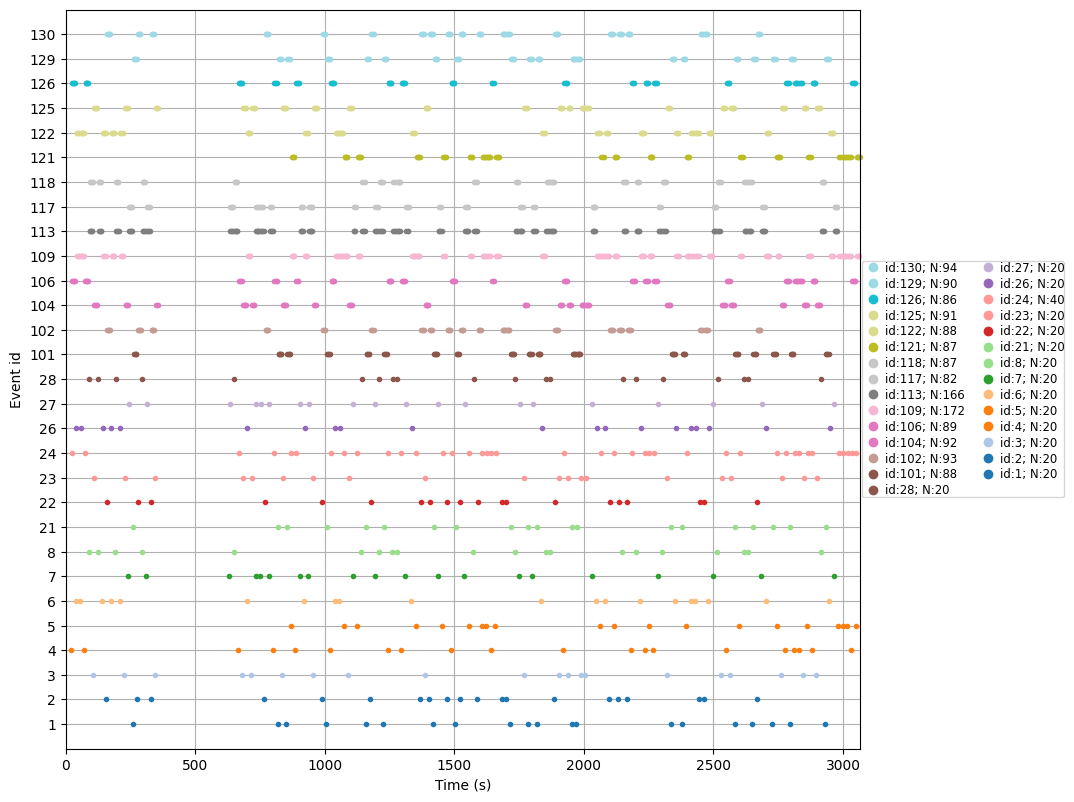 130
129
126
125
122
121
118
117
113
109
106
104
102
101
28
27
26
24
23
22
21
8
7
6
5
4
3
2
1
Event id
0 500 1000 1500 2000 2500 3000
Time (s)
id:130; N:94
id:129; N:90
id:126; N:86
id:125; N:91
id:122; N:88
id:121; N:87
id:118; N:87
id:117; N:82
id:113; N:166
id:109; N:172
id:106; N:89
id:104; N:92
id:102; N:93
id:101; N:88
id:28; N:20
id:27; N:20
id:26; N:20
id:24; N:40
id:23; N:20
id:22; N:20
id:21; N:20
id:8; N:20
id:7; N:20
id:6; N:20
id:5; N:20
id:4; N:20
id:3; N:20
id:2; N:20
id:1; N:20